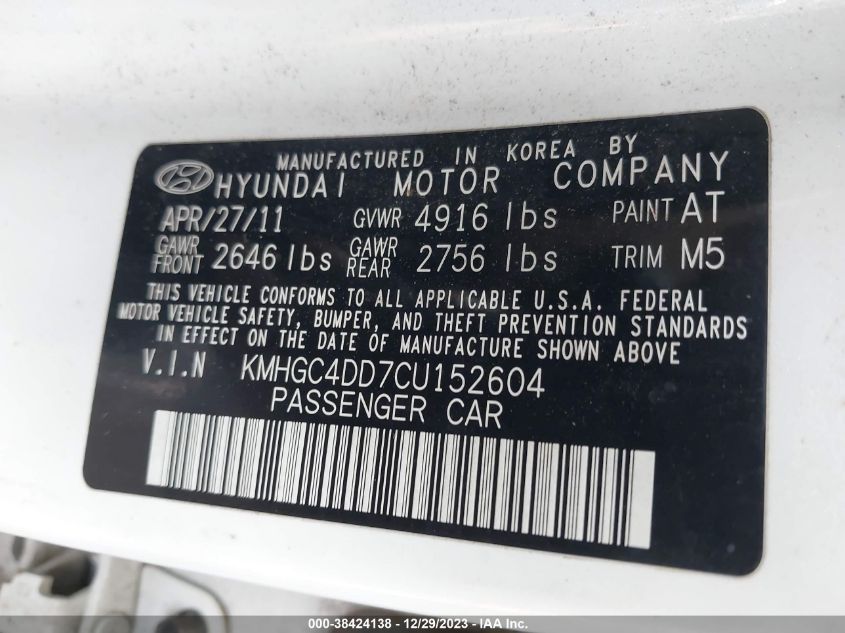 MANUFACTURED IN KOREA BY
HYUNDAI MOTOR COMPANY
APR/27/11 GVWR 4916 lbs PAINT AT
GAWR FRONT 2646 lbs GAWR REAR 2756 lbs TRIM M5
THIS VEHICLE CONFORMS TO ALL APPLICABLE U.S.A. FEDERAL
MOTOR VEHICLE SAFETY, BUMPER, AND THEFT PREVENTION STANDARDS
IN EFFECT ON THE DATE OF MANUFACTURE SHOWN ABOVE
V.I.N KMHGC4DD7CU152604
PASSENGER CAR
000-38424138 - 12/29/2023 - IAA Inc.